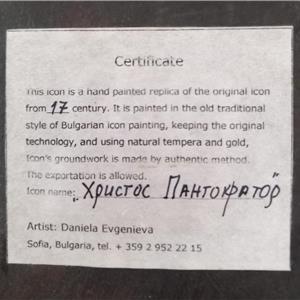 Certificate
This icon is a hand painted replica of the original icon
from 17 century. It is painted in the old traditional
style of Bulgarian icon painting, keeping the original
technology, and using natural tempera and gold,
Icon's groundwork is made by authentic method.
The exportation is allowed.
Icon name: „Христос Пантократор"
Artist: Daniela Evgenieva
Sofia, Bulgaria, tel. + 359 2 952 22 15